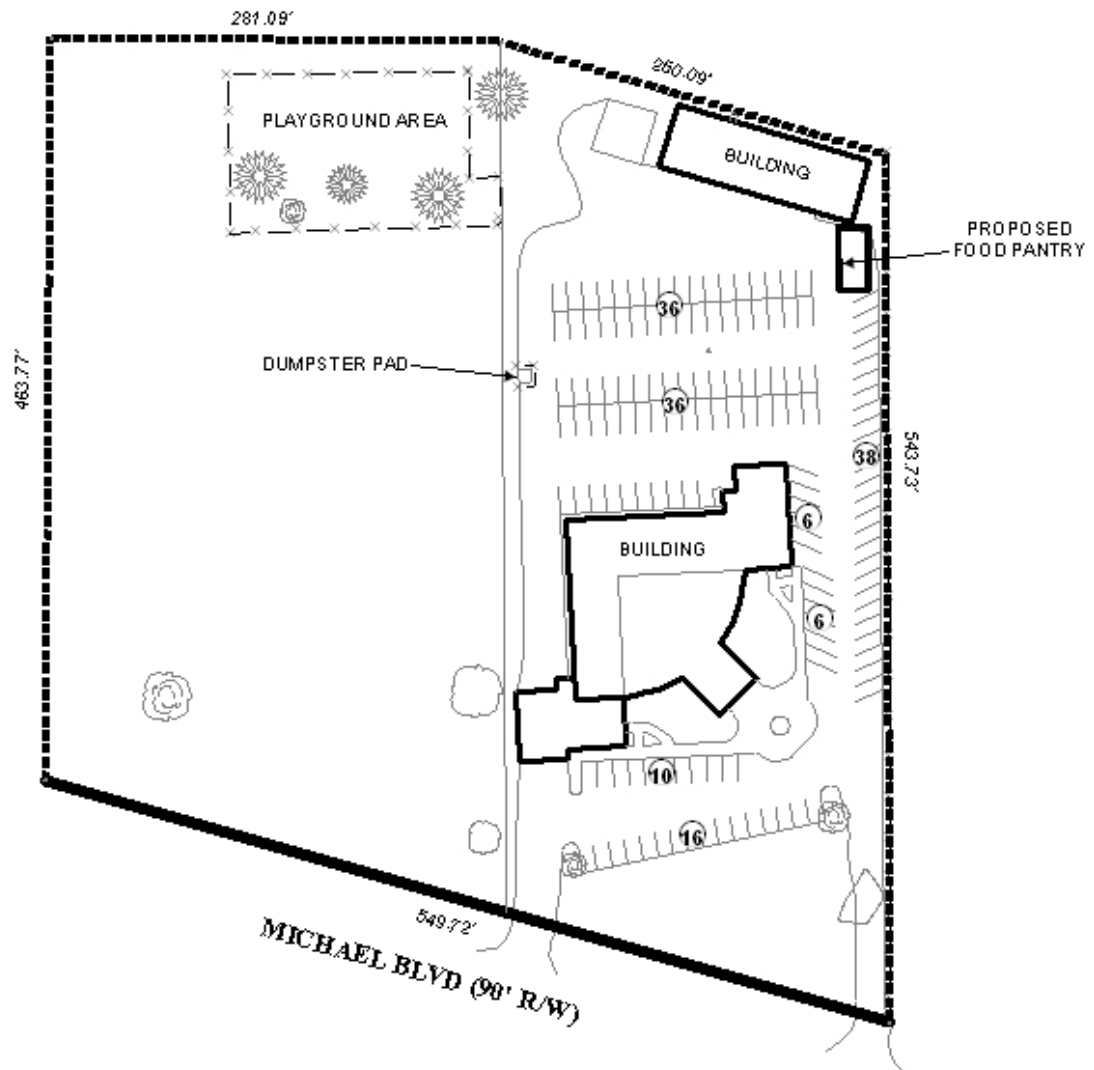 281.09'
260.09'
PLAYGROUND AREA
BUILDING
PROPOSED
FOOD PANTRY
36
DUMPSTER PAD
463.77'
36
543.73'
38
6
BUILDING
6
10
16
549.72'
MICHAEL BLVD (90' R/W)